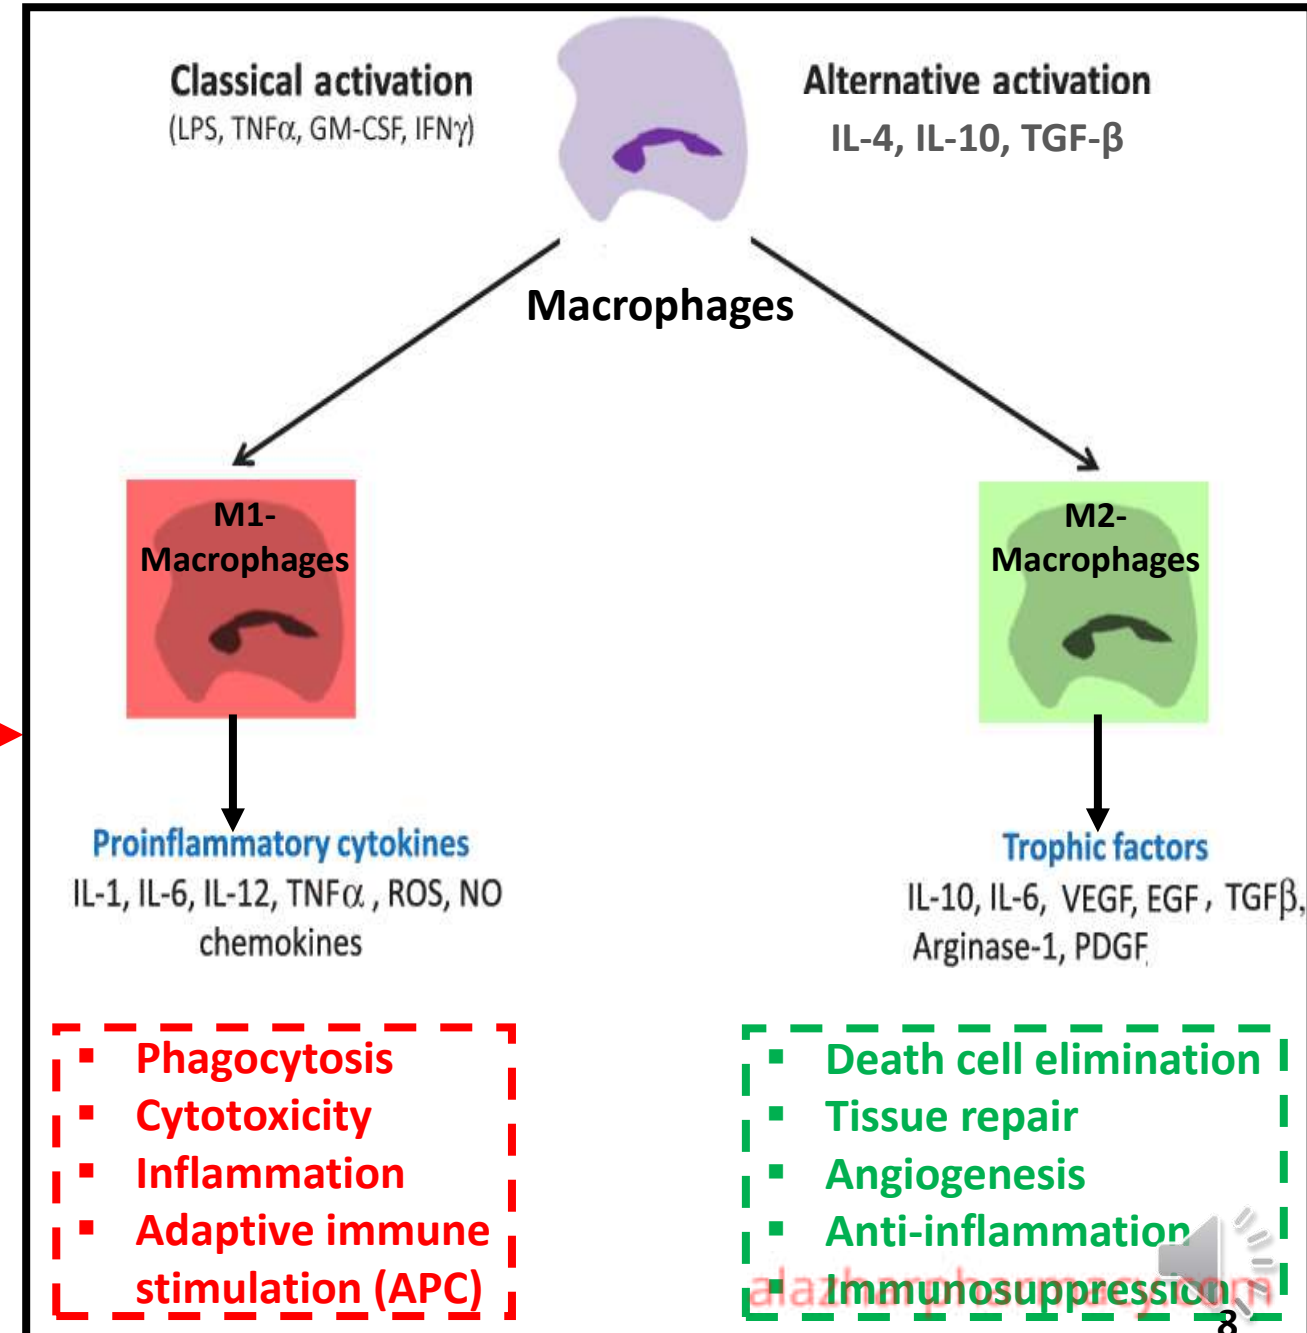 Classical activation
(LPS, TNFα, GM-CSF, IFNγ)
Alternative activation
IL-4, IL-10, TGF-β
Macrophages
M1-
Macrophages
M2-
Macrophages
Proinflammatory cytokines
IL-1, IL-6, IL-12, TNFα , ROS, NO
chemokines
Trophic factors
IL-10, IL-6, VEGF, EGF , TGFβ,
Arginase-1, PDGF
▪ Phagocytosis
▪ Cytotoxicity
▪ Inflammation
▪ Adaptive immune
stimulation (APC)
▪ Death cell elimination
▪ Tissue repair
▪ Angiogenesis
▪ Anti-inflammation
▪ Immunosuppression
alazharpharmacy.com
8